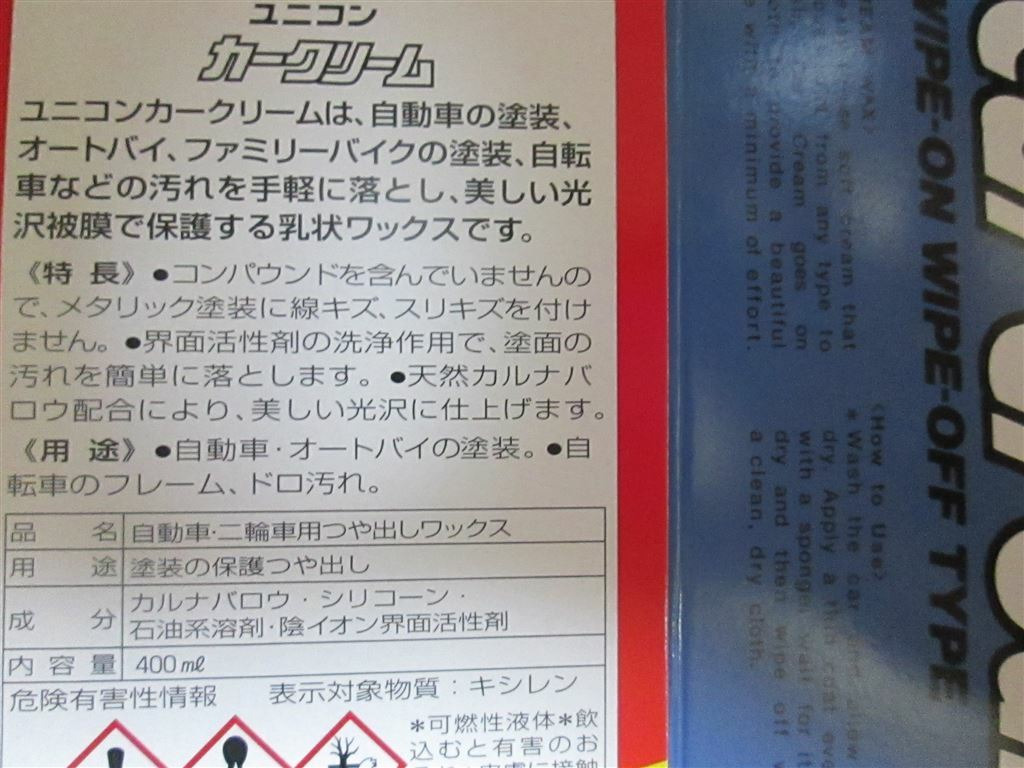 ユニコン
カークリーム
ユニコンカークリームは、自動車の塗装、
オートバイ、ファミリーバイクの塗装、自転
車などの汚れを手軽に落とし、美しい光
沢被膜で保護する乳状ワックスです。
《特 長》 ●コンパウンドを含んでいませんの
で、メタリック塗装に線キズ、スリキズを付け
ません。●界面活性剤の洗浄作用で、塗面の
汚れを簡単に落とします。●天然カルナバ
ロウ配合により、美しい光沢に仕上げます。
《用 途》 ●自動車・オートバイの塗装。●自
転車のフレーム、ドロ汚れ。
品 名 自動車・二輪車用つや出しワックス
用 途 塗装の保護つや出し
成 分 カルナバロウ・シリコーン・
石油系溶剤・陰イオン界面活性剤
内容量 400ml
危険有害性情報 表示対象物質：キシレン
*可燃性液体*飲
込むと有害のお
皮膚に接触
WIPE-ON WIPE-OFF TYPE
soft cream that
from any type to
Cream goes on
provide a beautiful
minimum of effort.
<How to Use>
* Wash the car
dry. Apply a thin coat
with a sponge, wait for it
dry and then wipe off
a clean, dry cloth.